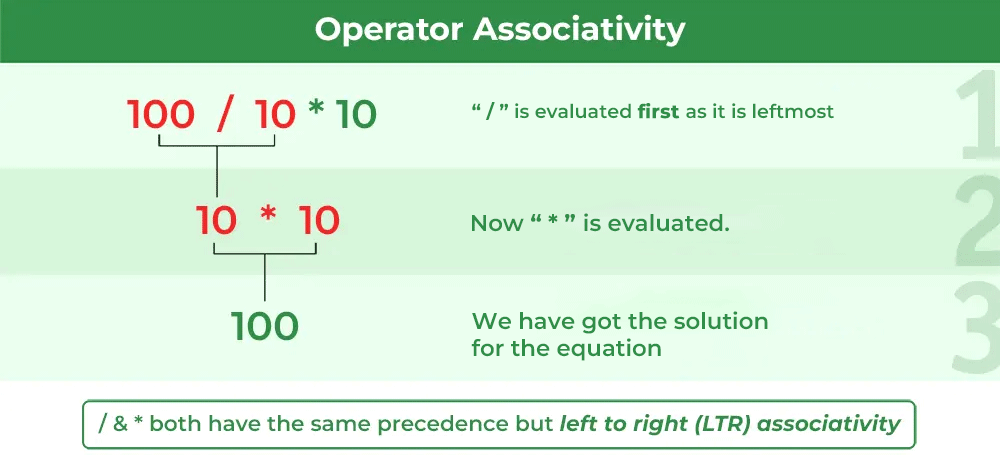 Operator Associativity
100 / 10 * 10
“ / ” is evaluated first as it is leftmost
1
10 * 10
Now “ * ” is evaluated.
2
100
We have got the solution
for the equation
3
/ & * both have the same precedence but left to right (LTR) associativity